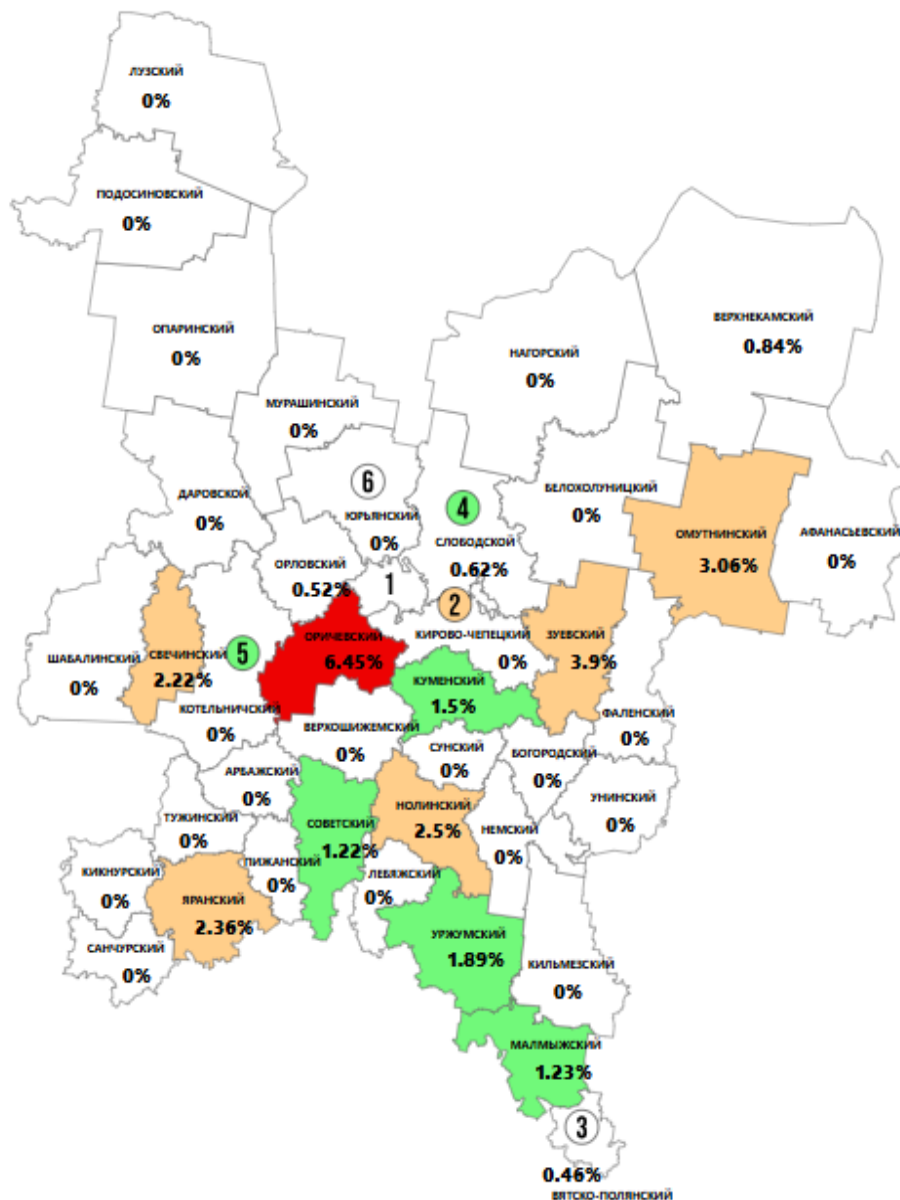 ЛУЗСКИЙ
0%
ПОДОСИНОВСКИЙ
0%
ОПАРИНСКИЙ
0%
ВЕРХНЕКАМСКИЙ
0.84%
НАГОРСКИЙ
0%
МУРАШИНСКИЙ
0%
6
ЮРЬЯНСКИЙ
0%
4
СЛОБОДСКОЙ
0.62%
ДАРОВСКОЙ
0%
БЕЛОХОЛУНИЦКИЙ
0%
ОМУТНИНСКИЙ
3.06%
АФАНАСЬЕВСКИЙ
0%
ОРЛОВСКИЙ
0.52%
1
2
КИРОВО-ЧЕПЕЦКИЙ
0%
ЗУЕВСКИЙ
3.9%
ОРИЧЕВСКИЙ
6.45%
ШАБАЛИНСКИЙ
0%
СВЕЧИНСКИЙ
2.22%
5
КОТЕЛЬНИЧСКИЙ
0%
КУМЕНСКИЙ
1.5%
ФАЛЕНСКИЙ
0%
ВЕРХОШИЖЕМСКИЙ
0%
СУНСКИЙ
0%
БОГОРОДСКИЙ
0%
АРБАЖСКИЙ
0%
УНИНСКИЙ
0%
ТУЖИНСКИЙ
0%
СОВЕТСКИЙ
1.22%
НОЛИНСКИЙ
2.5%
НЕМСКИЙ
0%
КИКНУРСКИЙ
0%
ПИЖАНСКИЙ
0%
ЛЕБЯЖСКИЙ
0%
ЯРАНСКИЙ
2.36%
САНЧУРСКИЙ
0%
УРЖУМСКИЙ
1.89%
КИЛЬМЕЗСКИЙ
0%
МАЛМЫЖСКИЙ
1.23%
3
0.46%
ВЯТСКО-ПОЛЯНСКИЙ